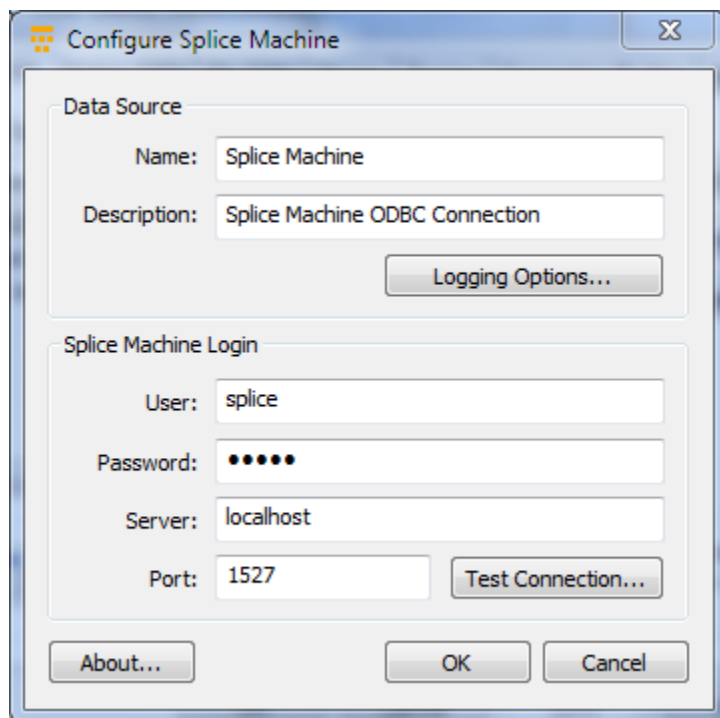 Configure Splice Machine
Data Source
Name: Splice Machine
Description: Splice Machine ODBC Connection
Logging Options...
Splice Machine Login
User: splice
Password: •••••
Server: localhost
Port: 1527 Test Connection...
About... OK Cancel